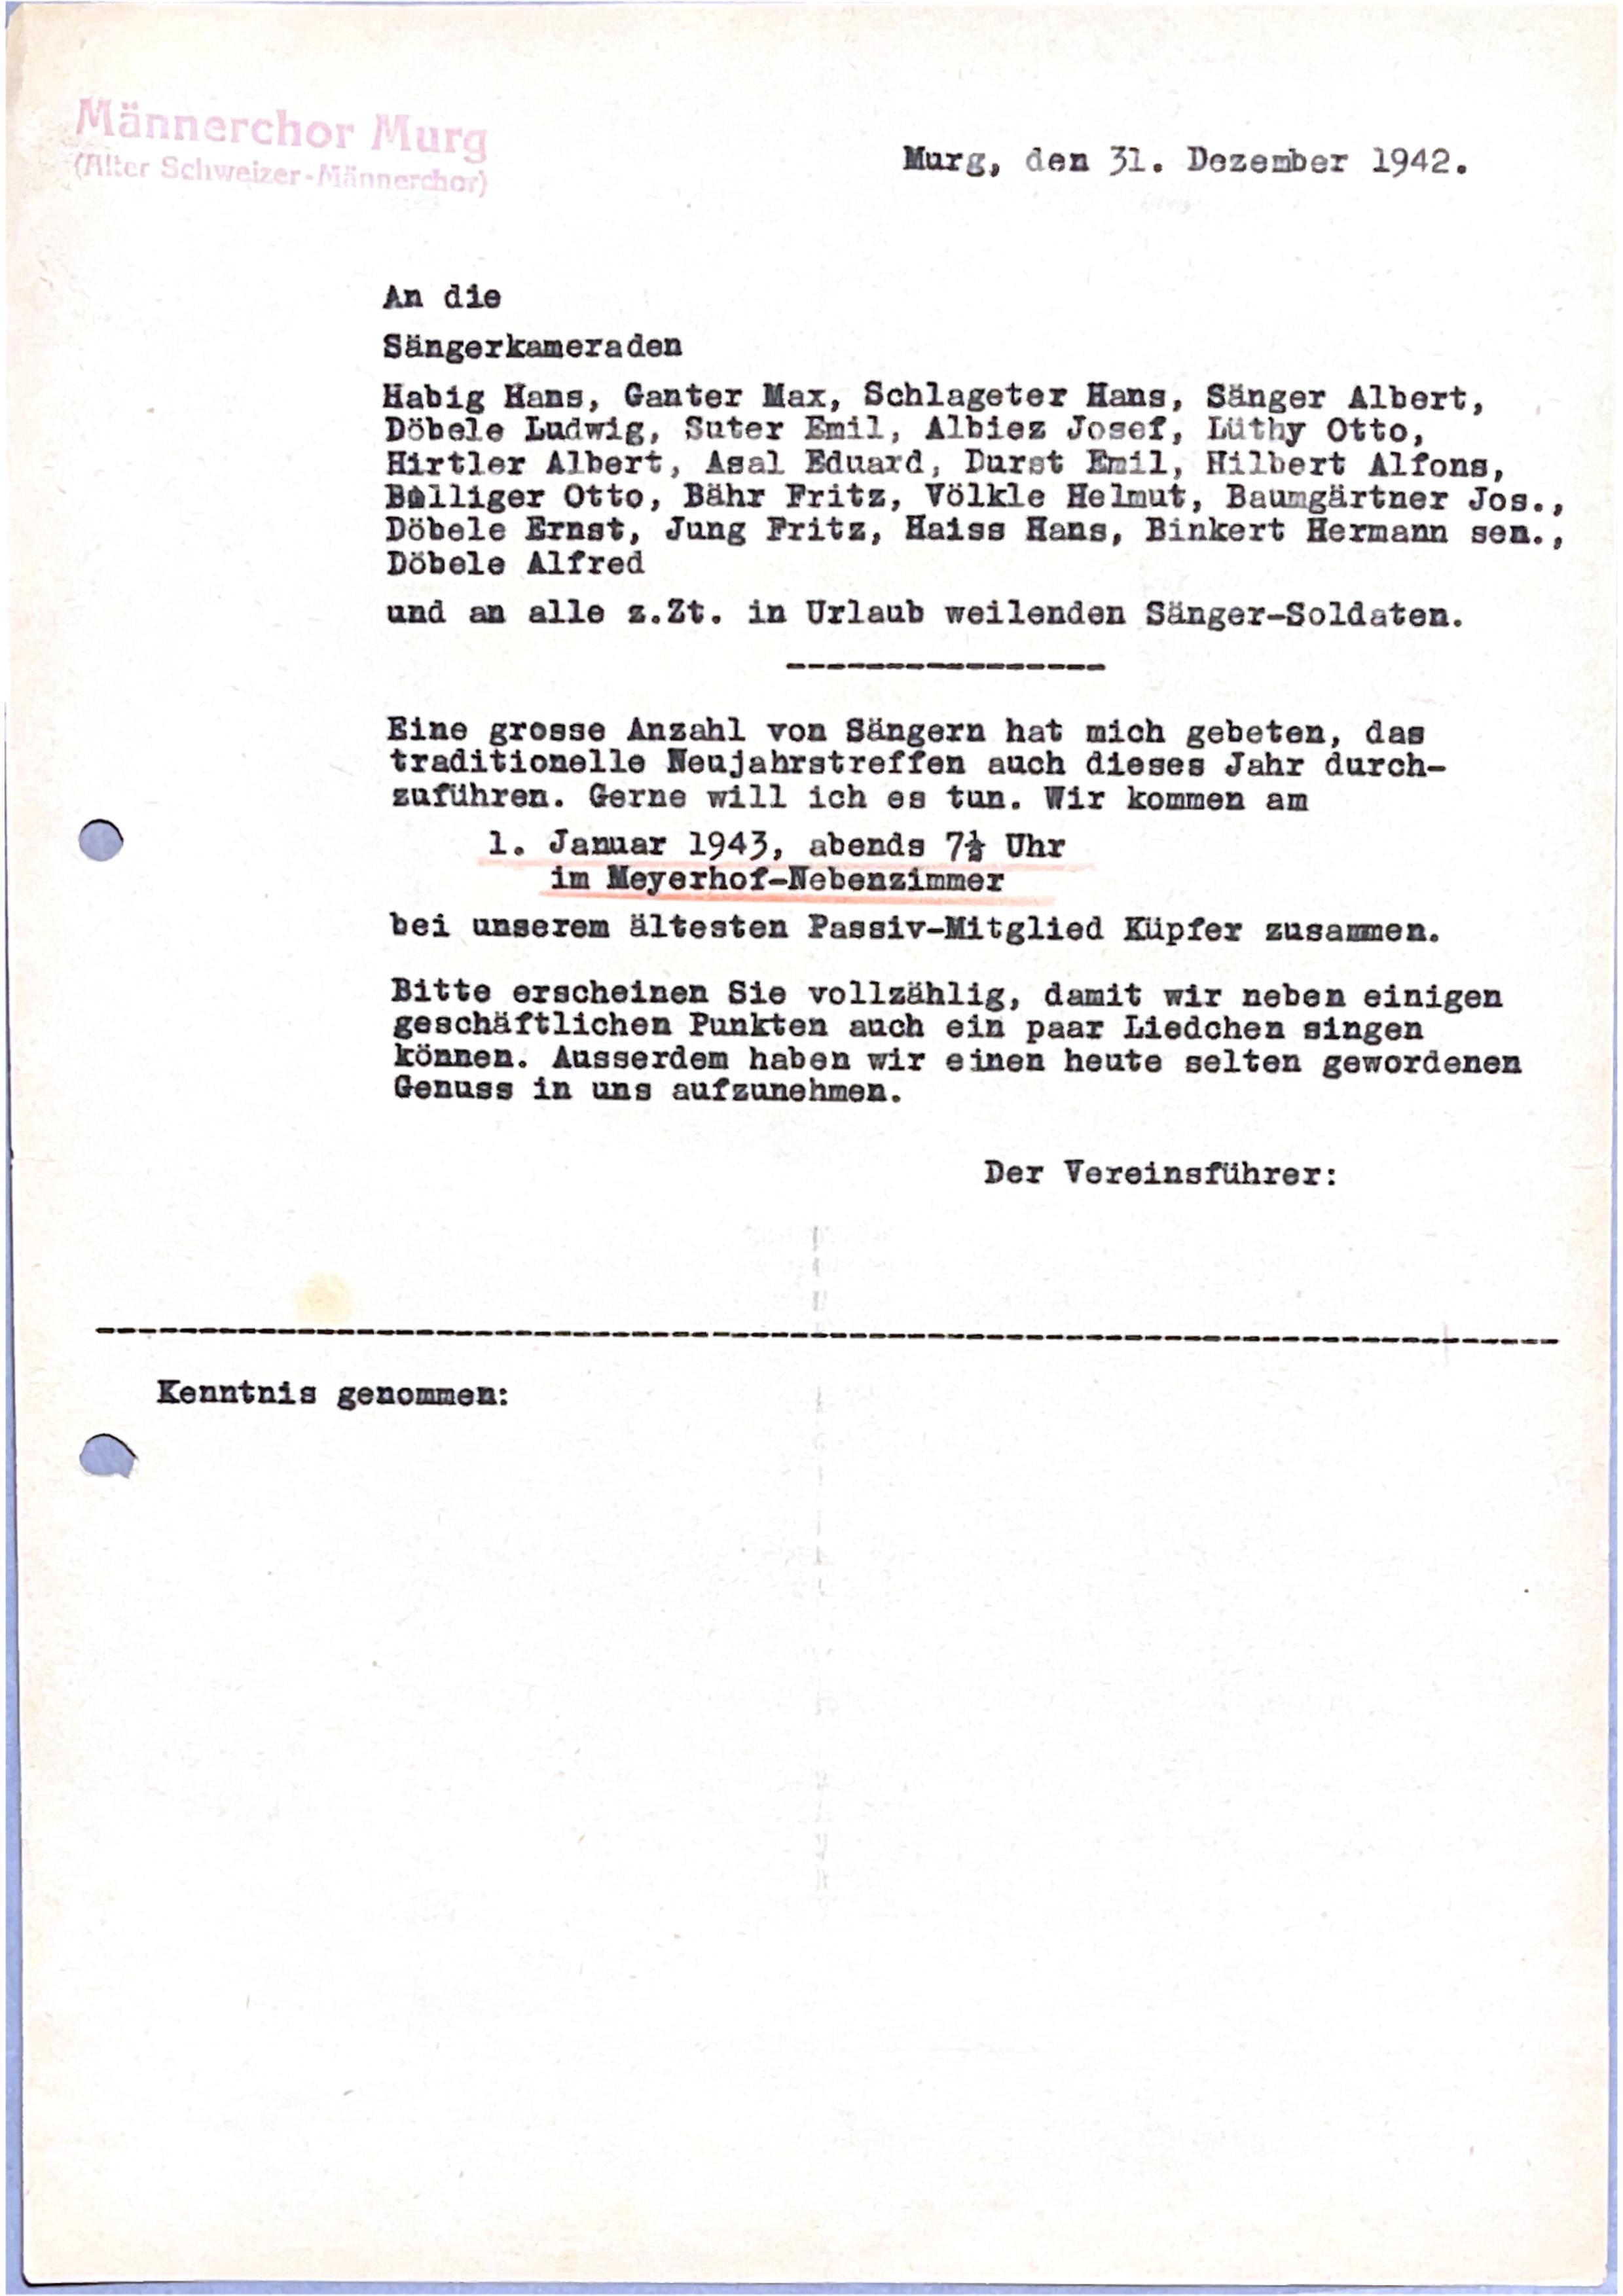 Männerchor Murg
(Alter Schweizer-Männerchor)
Murg, den 31. Dezember 1942.
An die
Sängerkameraden
Habig Hans, Ganter Max, Schlageter Hans, Sänger Albert,
Döbele Ludwig, Suter Emil, Albiez Josef, Lüthy Otto,
Hirtler Albert, Asal Eduard, Durst Emil, Hilbert Alfons,
Bolliger Otto, Bähr Fritz, Völkle Helmut, Baumgärtner Jos.,
Döbele Ernst, Jung Fritz, Haiss Hans, Binkert Hermann sen.,
Döbele Alfred
und an alle z.Zt. in Urlaub weilenden Sänger-Soldaten.
----------------
Eine grosse Anzahl von Sängern hat mich gebeten, das
traditionelle Neujahrstreffen auch dieses Jahr durch-
zuführen. Gerne will ich es tun. Wir kommen am
1. Januar 1943, abends 7½ Uhr
im Meyerhof-Nebenzimmer
bei unserem ältesten Passiv-Mitglied Küpfer zusammen.
Bitte erscheinen Sie vollzählig, damit wir neben einigen
geschäftlichen Punkten auch ein paar Liedchen singen
können. Ausserdem haben wir einen heute selten gewordenen
Genuss in uns aufzunehmen.
Der Vereinsführer:
Kenntnis genommen: